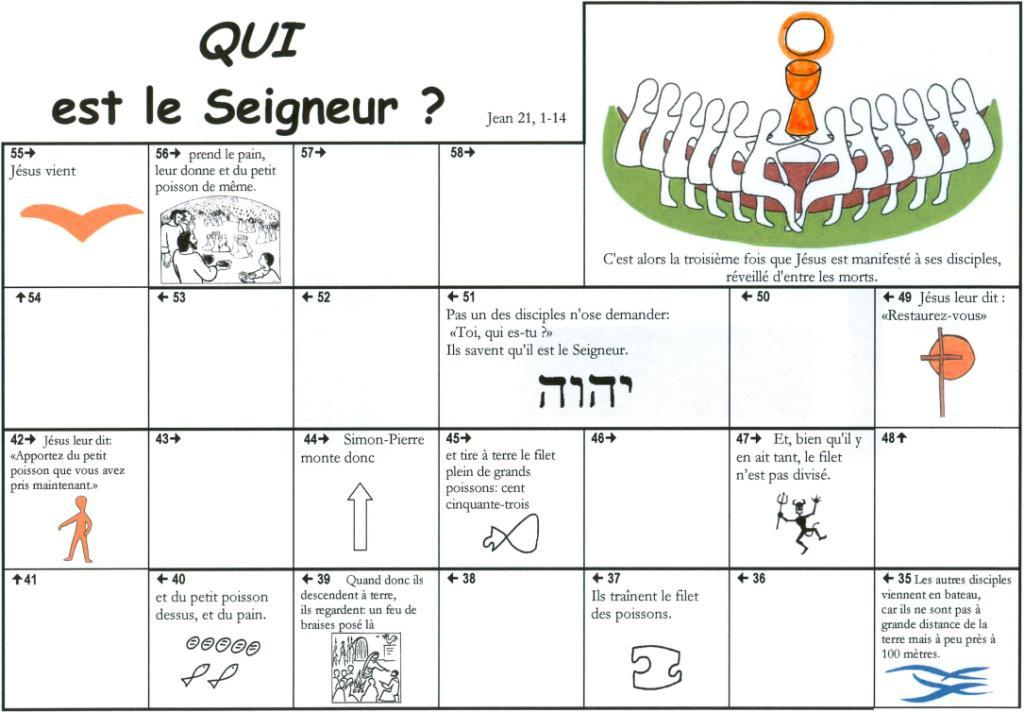 QUI
est le Seigneur ?
Jean 21, 1-14
C'est alors la troisième fois que Jésus est manifesté à ses disciples,
réveillé d'entre les morts.
55→
Jésus vient
56→ prend le pain,
leur donne et du petit
poisson de même.
57→
58→
↑54
←53
←52
←51
Pas un des disciples n'ose demander:
«Toi, qui es-tu ?»
Ils savent qu'il est le Seigneur.
יהוה
←50
←49 Jésus leur dit :
«Restaurez-vous»
42→ Jésus leur dit:
«Apportez du petit
poisson que vous avez
pris maintenant.»
43→
44→ Simon-Pierre
monte donc
45→
et tire à terre le filet
plein de grands
poissons: cent
cinquante-trois
46→
47→ Et, bien qu'il y
en ait tant, le filet
n'est pas divisé.
48↑
↑41
←40
et du petit poisson
dessus, et du pain.
←39 Quand donc ils
descendent à terre,
ils regardent: un feu de
braises posé là
←38
←37
Ils traînent le filet
des poissons.
←36
←35 Les autres disciples
viennent en bateau,
car ils ne sont pas à
grande distance de la
terre mais à peu près à
100 mètres.